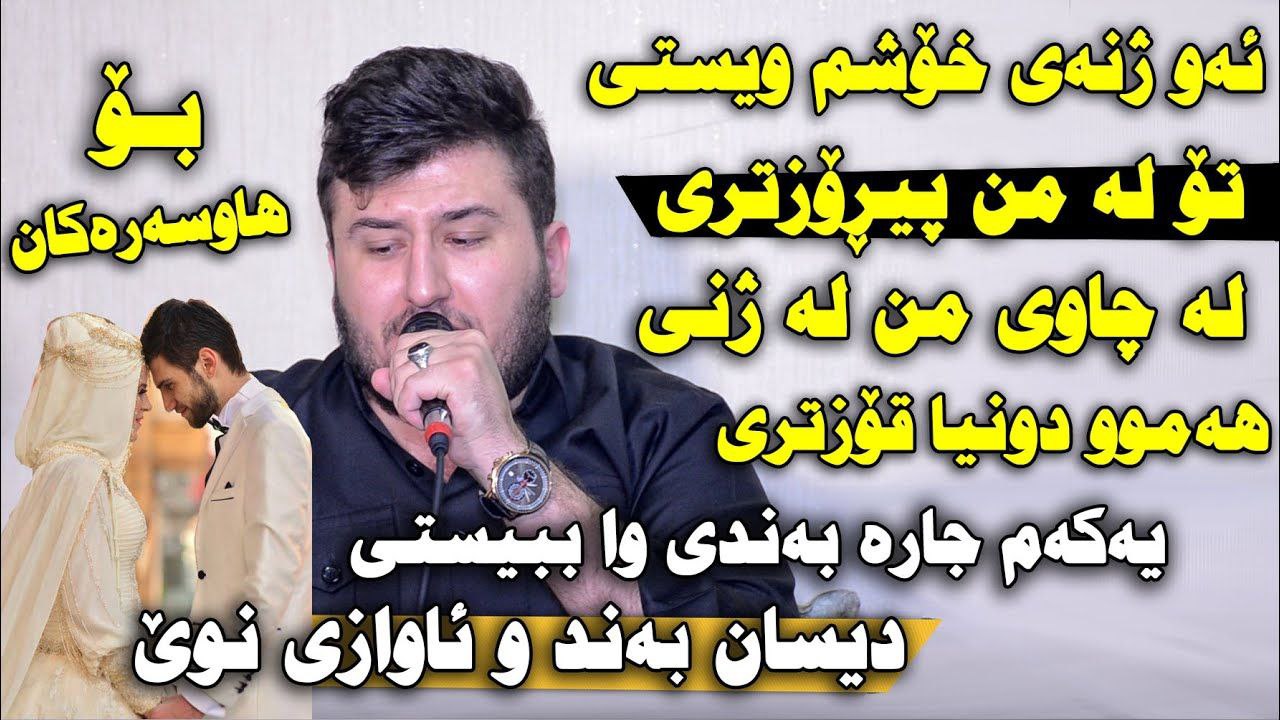 ئەو ژنەی خۆشم ویستی
تۆ لە من پیرۆزتری
لە چاوی من لە ژنی
هەموو دونیا قۆزتری
بۆ
هاوسەرەکان
یەکەم جارە بەندی وا ببیستی
دیسان بەند و ئاوازی نوێ